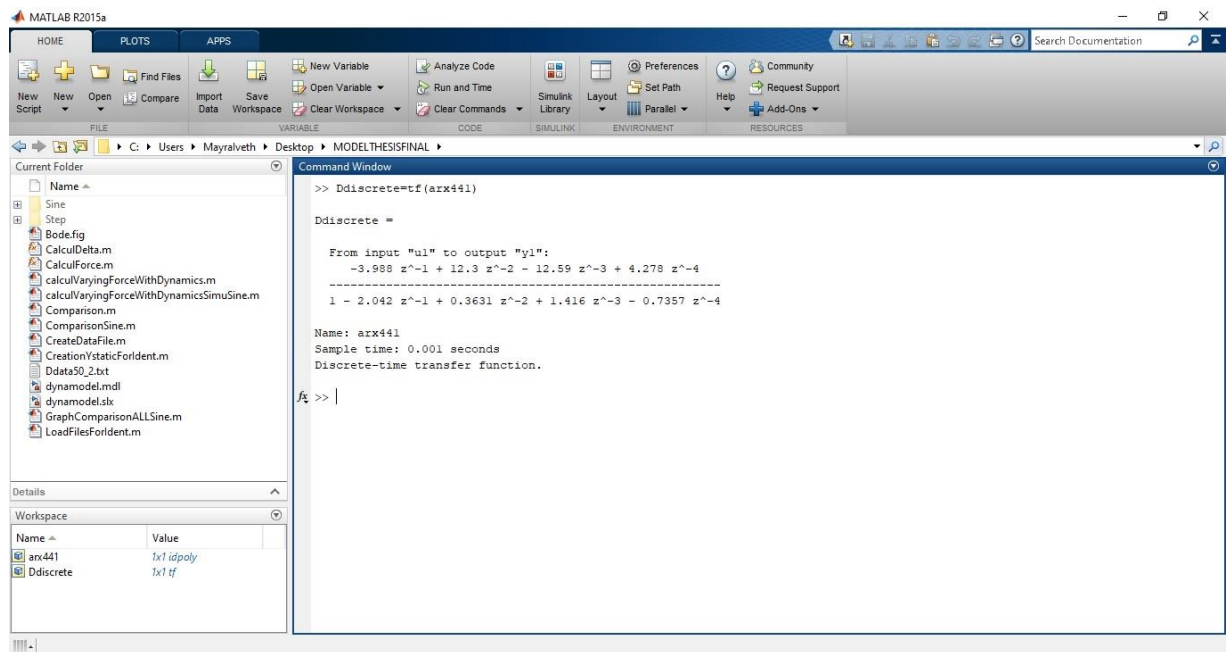 MATLAB R2015a
HOME PLOTS APPS Search Documentation
New Script New Open Find Files Compare Import Data Save Workspace New Variable Open Variable Clear Workspace Analyze Code Run and Time Clear Commands Simulink Library Layout Preferences Set Path Parallel Help Community Request Support Add-Ons
FILE VARIABLE CODE SIMULINK ENVIRONMENT RESOURCES
C: Users Mayralveth Desktop MODELTHESISFINAL
Current Folder
Name
Sine
Step
Bode.fig
CalculDelta.m
CalculForce.m
calculVaryingForceWithDynamics.m
calculVaryingForceWithDynamicsSimuSine.m
Comparison.m
ComparisonSine.m
CreateDataFile.m
CreationYstaticForIdent.m
Ddata50_2.txt
dynamodel.mdl
dynamodel.slx
GraphComparisonALLSine.m
LoadFilesForIdent.m
Details
Workspace
Name Value
arx441 1x1 idpoly
Ddiscrete 1x1 tf
Command Window
>> Ddiscrete=tf(arx441)
Ddiscrete =
From input "u1" to output "y1":
-3.988 z^-1 + 12.3 z^-2 - 12.59 z^-3 + 4.278 z^-4
----------------------------------------------------------
1 - 2.042 z^-1 + 0.3631 z^-2 + 1.416 z^-3 - 0.7357 z^-4
Name: arx441
Sample time: 0.001 seconds
Discrete-time transfer function.
fx >>